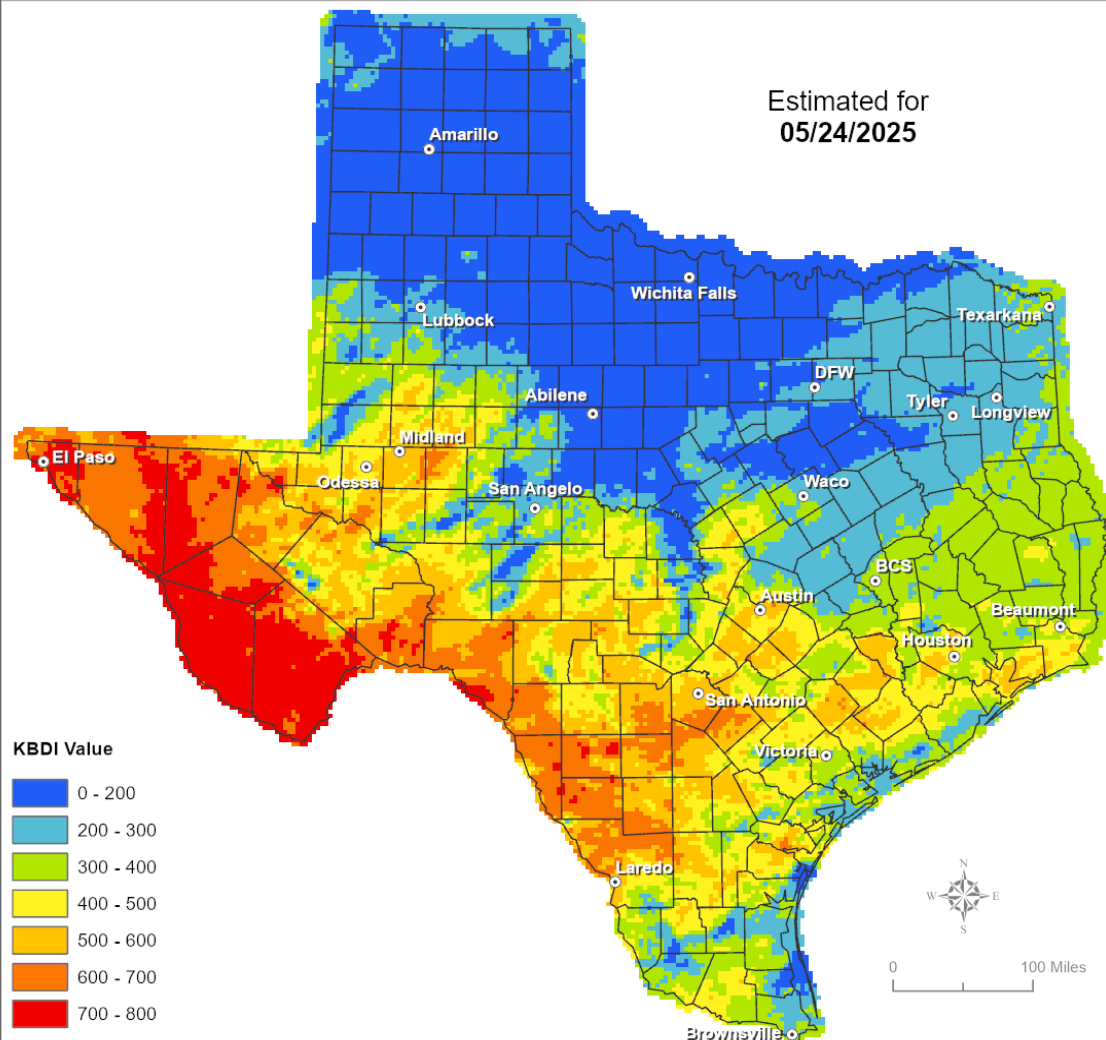 Estimated for
05/24/2025
Amarillo
Wichita Falls
Lubbock
Texarkana
DFW
Abilene
Tyler
Longview
Midland
El Paso
Odessa
San Angelo
Waco
BCS
Austin
Beaumont
Houston
San Antonio
Victoria
Laredo
Brownsville
KBDI Value
0 - 200
200 - 300
300 - 400
400 - 500
500 - 600
600 - 700
700 - 800
N
W E
S
0 100 Miles